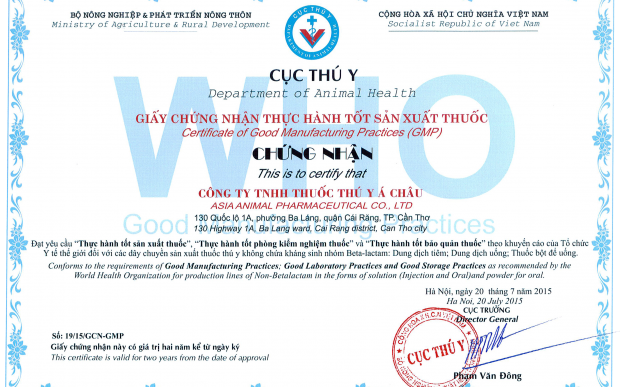 BỘ NÔNG NGHIỆP & PHÁT TRIỂN NÔNG THÔN
Ministry of Agriculture & Rural Development
CỘNG HÒA XÃ HỘI CHỦ NGHĨA VIỆT NAM
Socialist Republic of Viet Nam
CỤC THÚ Y
DEPARTMENT OF ANIMAL HEALTH
CỤC THÚ Y
Department of Animal Health
WHO
GIẤY CHỨNG NHẬN THỰC HÀNH TỐT SẢN XUẤT THUỐC
Certificate of Good Manufacturing Practices (GMP)
CHỨNG NHẬN
This is to certify that
CÔNG TY TNHH THUỐC THÚ Y Á CHÂU
ASIA ANIMAL PHARMACEUTICAL CO., LTD
Good Manufacturing Practices
130 Quốc lộ 1A, phường Ba Láng, quận Cái Răng, TP. Cần Thơ
130 Highway 1A, Ba Lang ward, Cai Rang district, Can Tho city
Đạt yêu cầu "Thực hành tốt sản xuất thuốc", "Thực hành tốt phòng kiểm nghiệm thuốc" và "Thực hành tốt bảo quản thuốc" theo khuyến cáo của Tổ chức
Y tế thế giới đối với các dây chuyền sản xuất thuốc thú y không chứa kháng sinh nhóm Beta-lactam: Dung dịch tiêm; Dung dịch uống; Thuốc bột để uống.
Conforms to the requirements of Good Manufacturing Practices; Good Laboratory Practices and Good Storage Practices as recommended by the
World Health Organization for production lines of Non-Betalactam in the forms of solution (Injection and Oral)and powder for oral.
Hà Nội, ngày 20 tháng 7 năm 2015
Ha Noi, 20 July 2015
CỤC TRƯỞNG
Director General
CỘNG HÒA X.H.C.N VIỆT NAM
CỤC THÚ Y
Số: 19/15/GCN-GMP
Giấy chứng nhận này có giá trị hai năm kể từ ngày ký
This certificate is valid for two years from the date of approval
Phạm Văn Đông